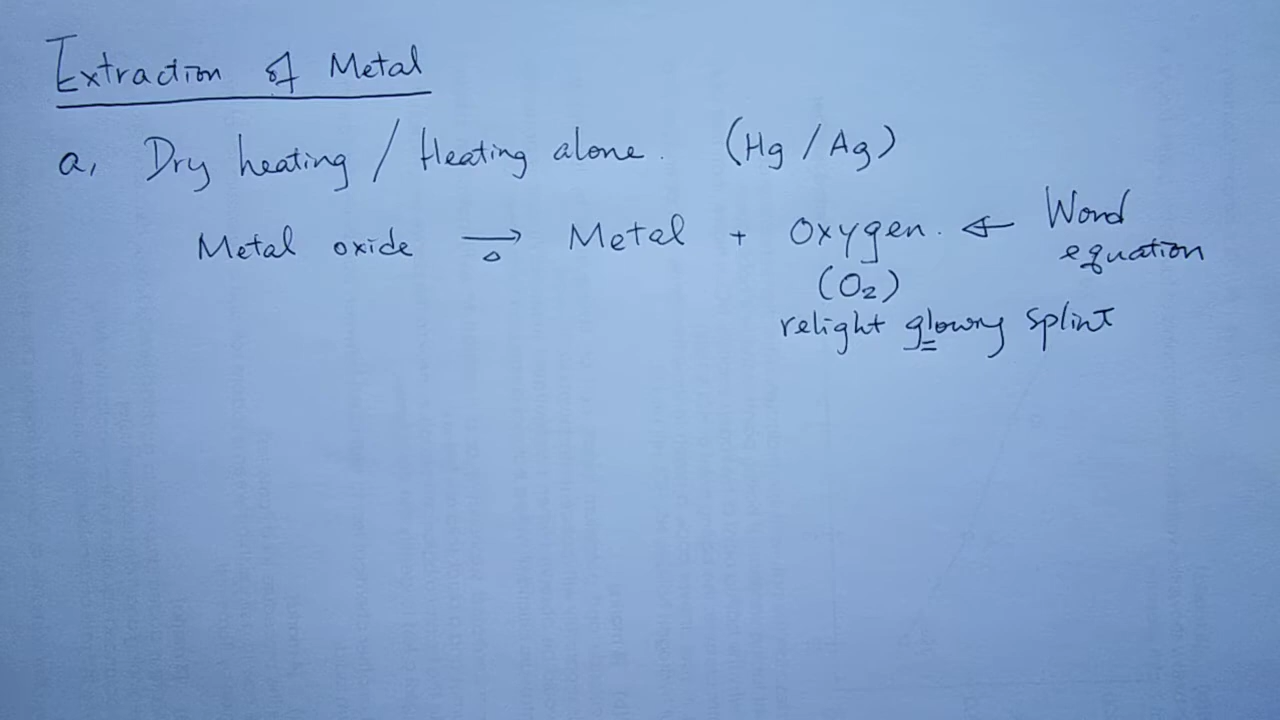 Extraction of Metal
a, Dry heating / Heating alone. (Hg / Ag)
Metal oxide →
△ Metal + Oxygen. ← Word equation
(O₂)
relight glowing splint